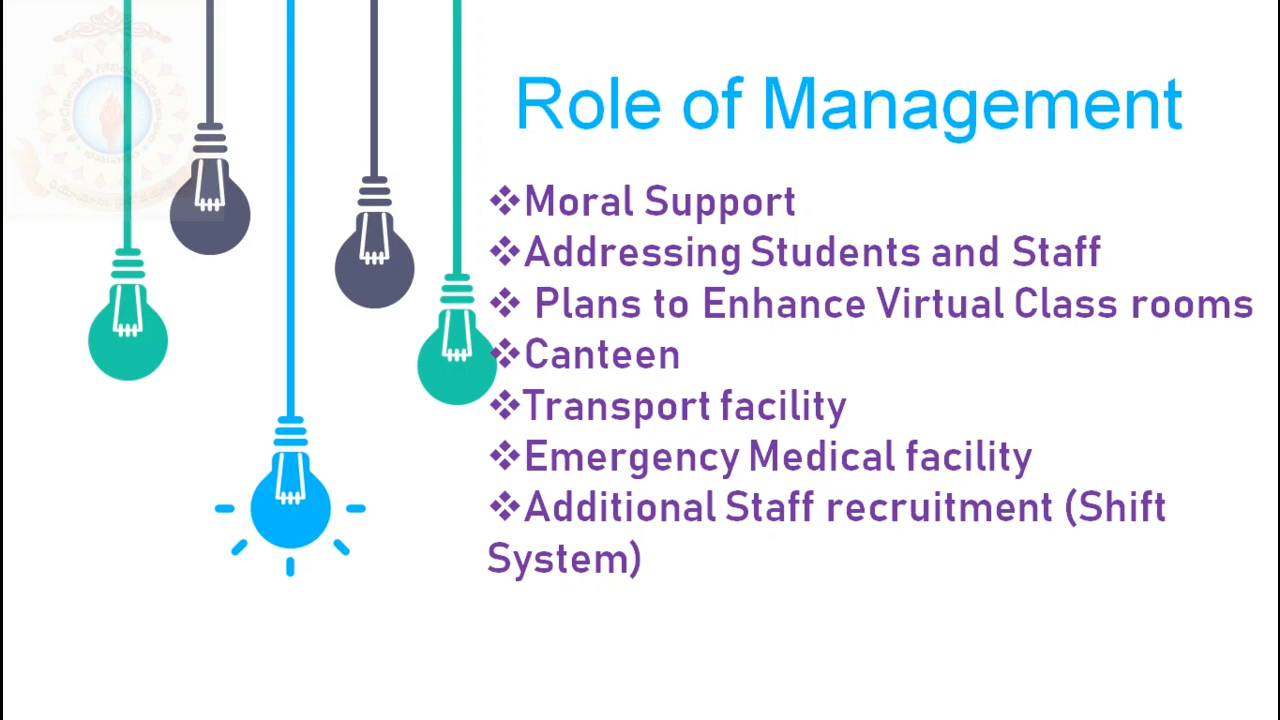 Role of Management
❖Moral Support
❖Addressing Students and Staff
❖ Plans to Enhance Virtual Class rooms
❖Canteen
❖Transport facility
❖Emergency Medical facility
❖Additional Staff recruitment (Shift
System)